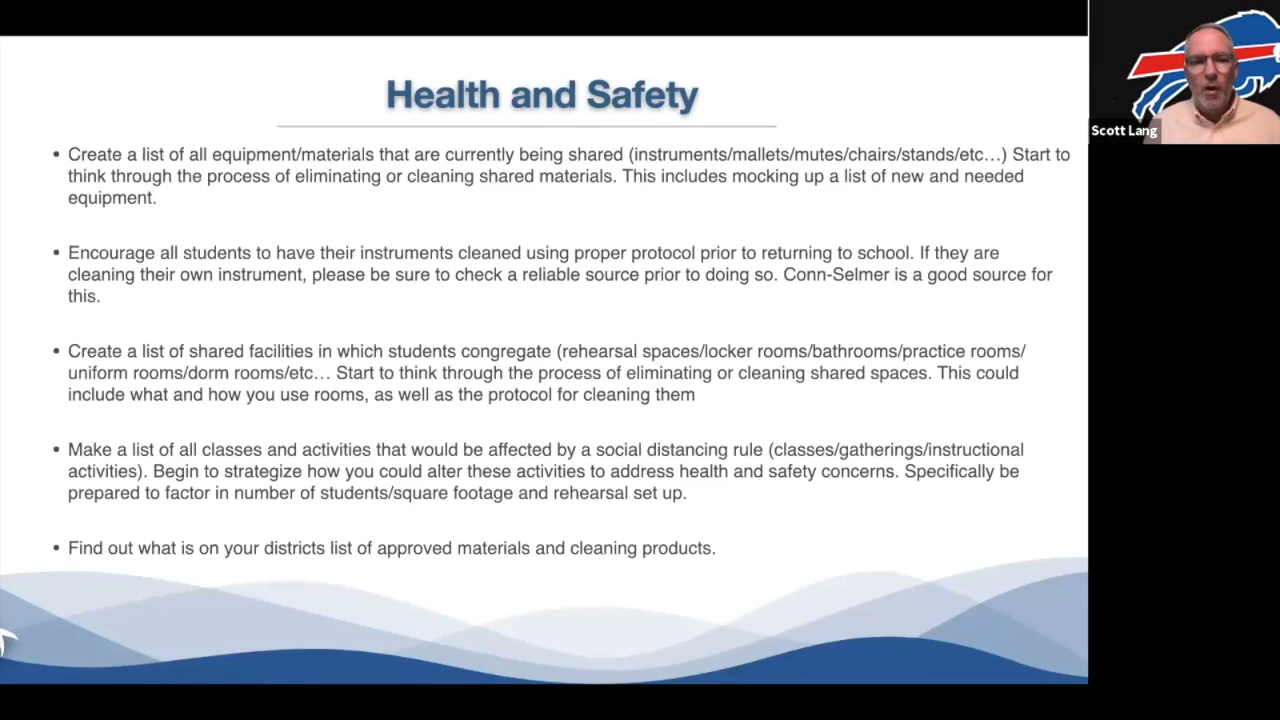 Health and Safety
• Create a list of all equipment/materials that are currently being shared (instruments/mallets/mutes/chairs/stands/etc…) Start to
think through the process of eliminating or cleaning shared materials. This includes mocking up a list of new and needed
equipment.
• Encourage all students to have their instruments cleaned using proper protocol prior to returning to school. If they are
cleaning their own instrument, please be sure to check a reliable source prior to doing so. Conn-Selmer is a good source for
this.
• Create a list of shared facilities in which students congregate (rehearsal spaces/locker rooms/bathrooms/practice rooms/
uniform rooms/dorm rooms/etc… Start to think through the process of eliminating or cleaning shared spaces. This could
include what and how you use rooms, as well as the protocol for cleaning them
• Make a list of all classes and activities that would be affected by a social distancing rule (classes/gatherings/instructional
activities). Begin to strategize how you could alter these activities to address health and safety concerns. Specifically be
prepared to factor in number of students/square footage and rehearsal set up.
• Find out what is on your districts list of approved materials and cleaning products.
Scott Lang